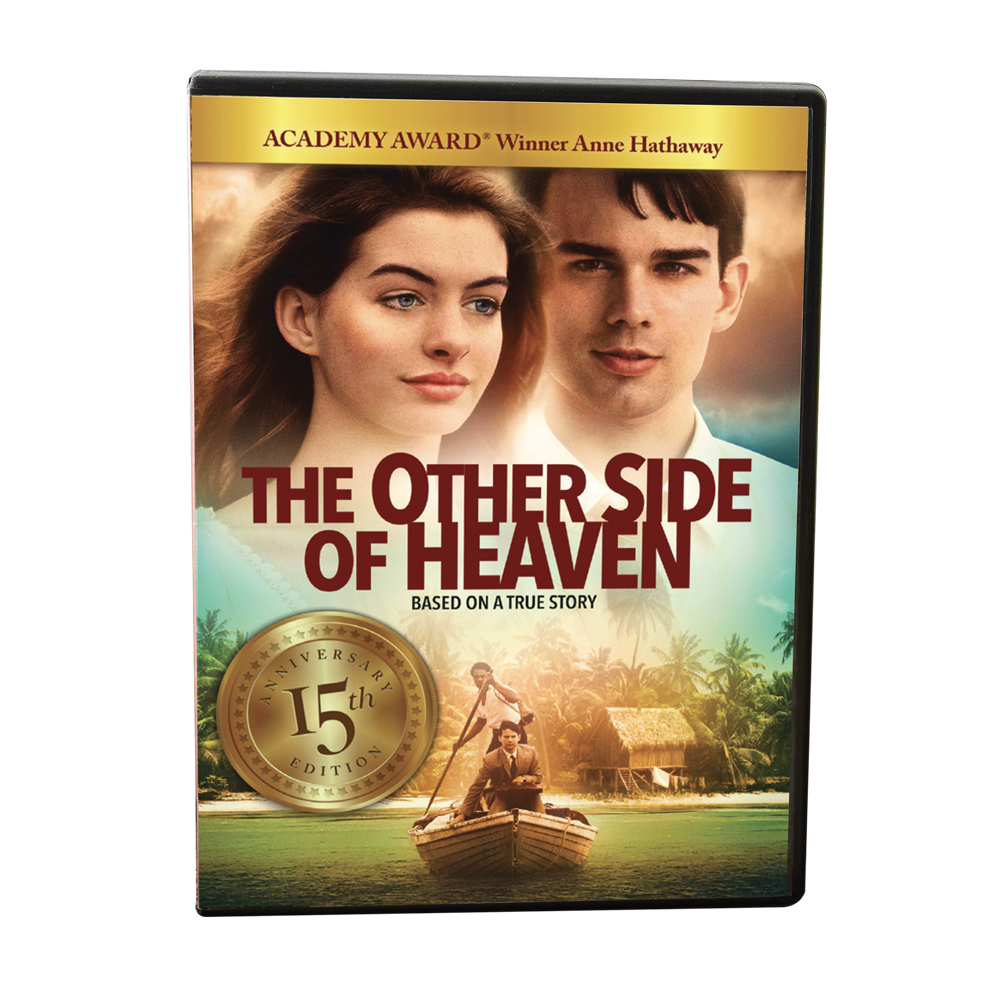 ACADEMY AWARD® Winner Anne Hathaway
THE OTHER SIDE
OF HEAVEN
BASED ON A TRUE STORY
ANNIVERSARY
15th
EDITION